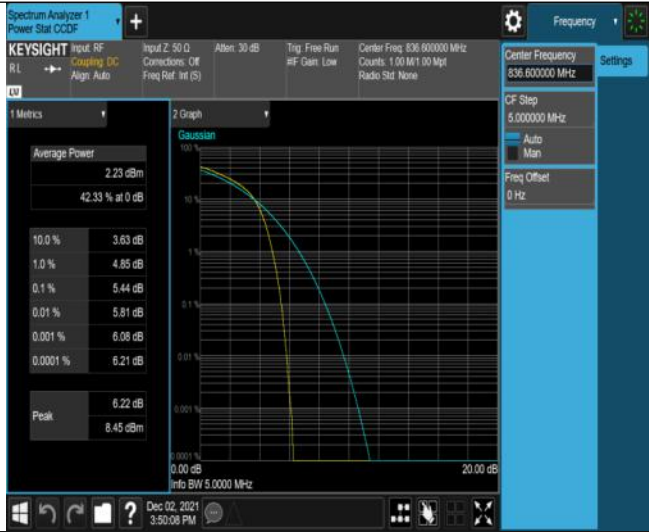 Spectrum Analyzer 1
Power Stat CCDF
Frequency
KEYSIGHT
Input: RF
Coupling: DC
Align: Auto
Input Z: 50 Ω
Corrections: Off
Freq Ref: Int (S)
Atten: 30 dB
Trig: Free Run
#IF Gain: Low
Center Freq: 836.600000 MHz
Counts: 1.00 M/1.00 Mpt
Radio Std: None
RL
LV
Center Frequency
836.600000 MHz
Settings
CF Step
5.000000 MHz
Auto
Man
Freq Offset
0 Hz
1 Metrics
Average Power
2.23 dBm
42.33 % at 0 dB
10.0 % 3.63 dB
1.0 % 4.85 dB
0.1 % 5.44 dB
0.01 % 5.81 dB
0.001 % 6.08 dB
0.0001 % 6.21 dB
Peak
6.22 dB
8.45 dBm
2 Graph
Gaussian
100 %
10 %
1 %
0.1 %
0.01 %
0.001 %
0.0001 %
0.00 dB 20.00 dB
Info BW 5.0000 MHz
?
Dec 02, 2021
3:50:08 PM